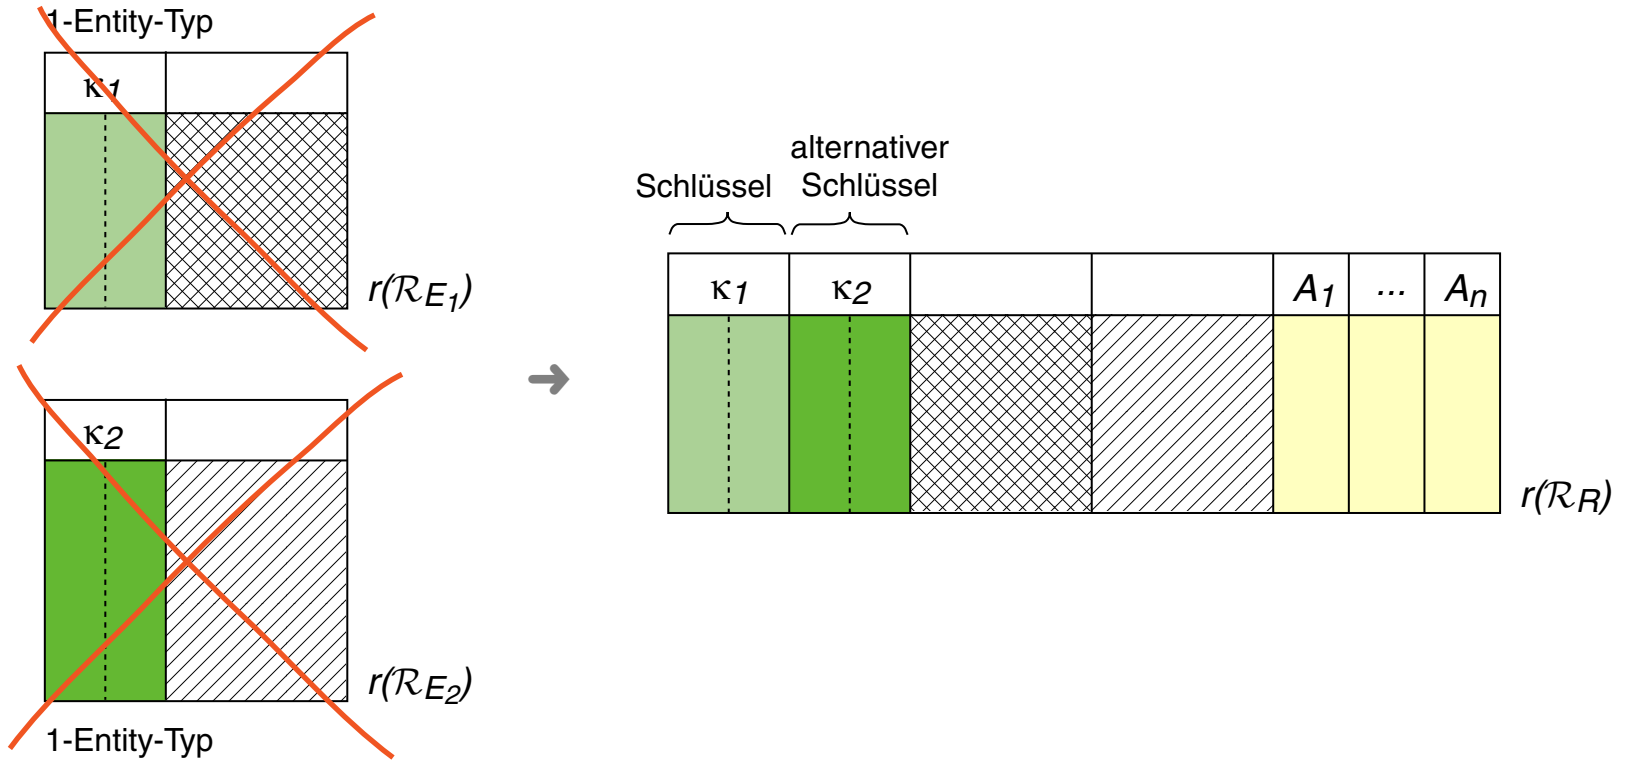 1-Entity-Typ
κ1
r(ℛE1)
κ2
r(ℛE2)
1-Entity-Typ
➜
alternativer
Schlüssel Schlüssel
κ1 κ2 A1 ... An
r(ℛR)